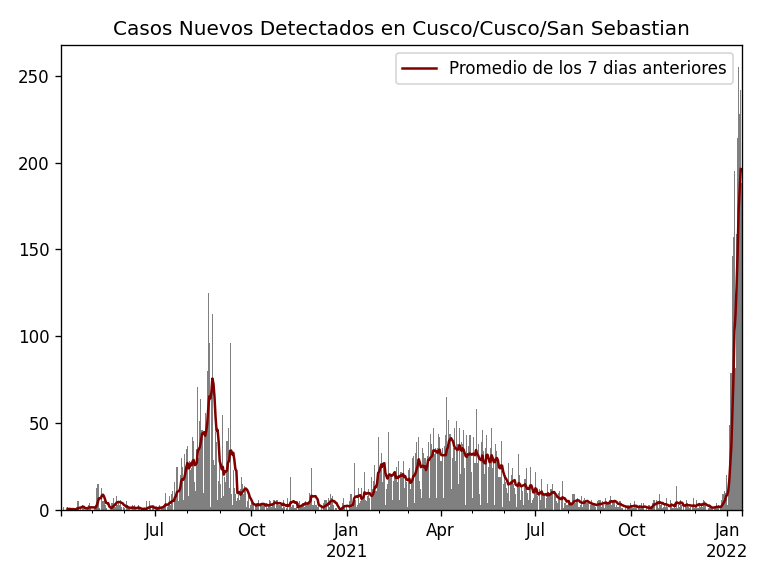 Casos Nuevos Detectados en Cusco/Cusco/San Sebastian
Promedio de los 7 dias anteriores
250
200
150
100
50
0
Jul Oct Jan Apr Jul Oct Jan
2021 2022